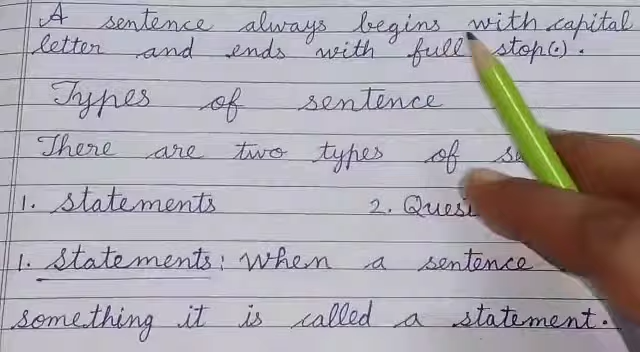 A sentence always begins with capital
letter and ends with full stop(.).
Types of sentence
There are two types of
1. Statements 2.
1. Statements: When a sentence
something it is called a statement.